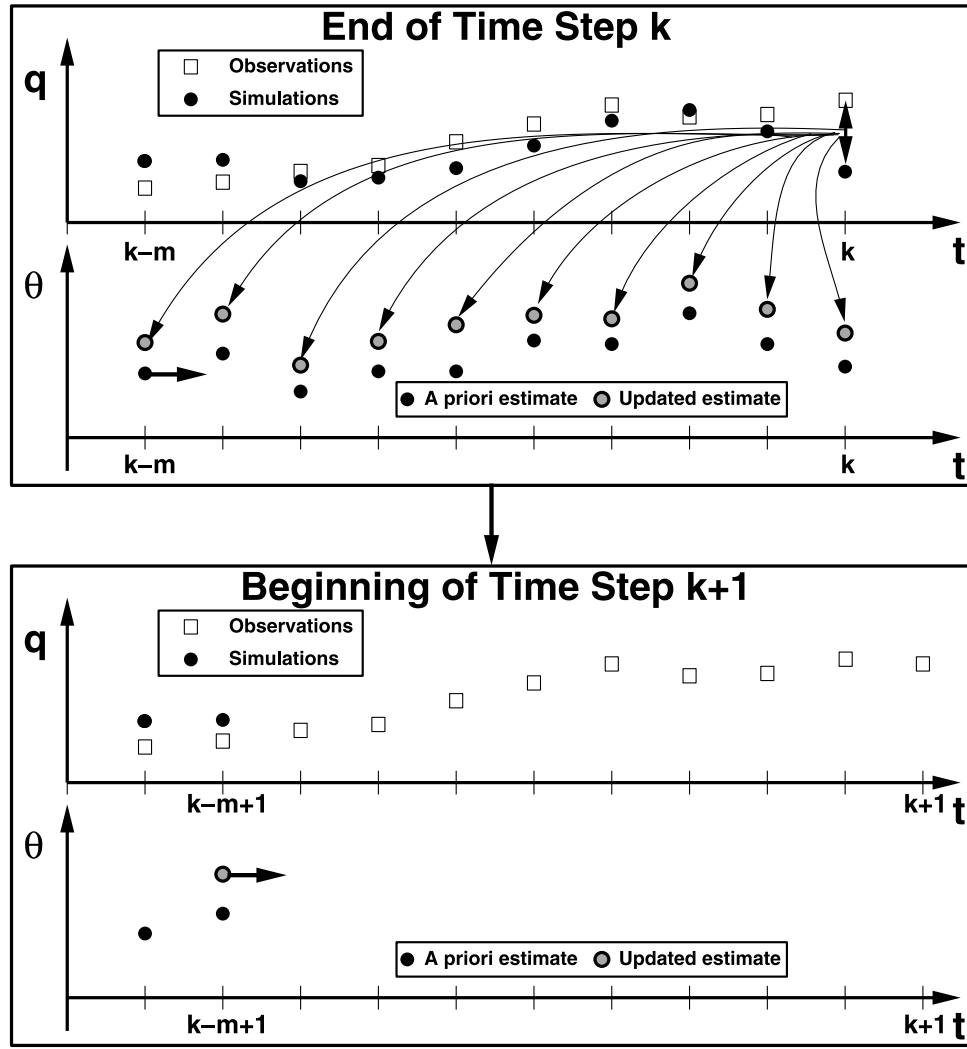 End of Time Step k
q
Observations
Simulations
k–m
k
t
θ
A priori estimate
Updated estimate
k–m
k
t
Beginning of Time Step k+1
q
Observations
Simulations
k–m+1
k+1
t
θ
A priori estimate
Updated estimate
k–m+1
k+1
t